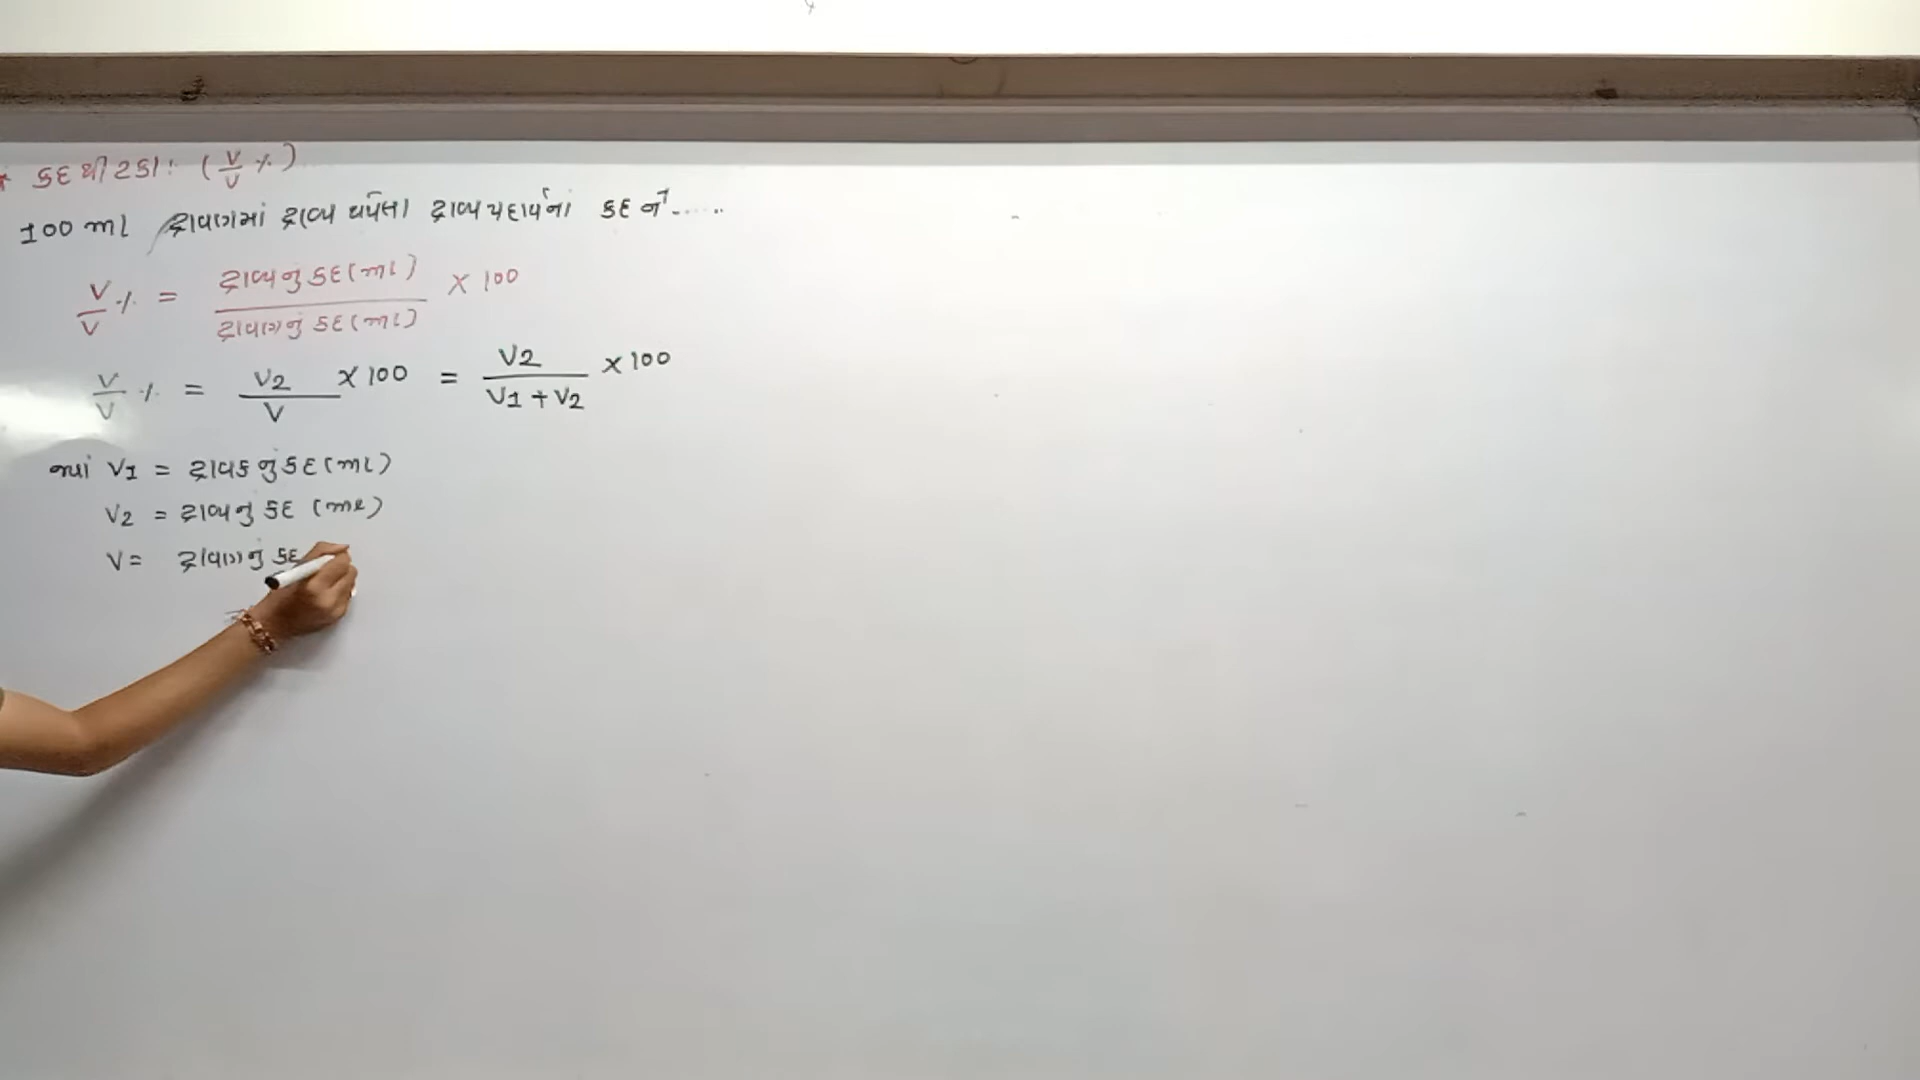 * કદથી ટકા: (V/V %)
100 ml દ્રાવણમાં દ્રાવ્ય થયેલા દ્રાવ્ય પદાર્થનાં કદ ને.....
V/V % = દ્રાવ્યનું કદ(ml) / દ્રાવણનું કદ(ml) × 100
V/V % = V2/V × 100 = V2/(V1 + V2) × 100
જ્યાં V1 = દ્રાવકનું કદ(ml)
V2 = દ્રાવ્યનું કદ (ml)
V = દ્રાવણનું કદ